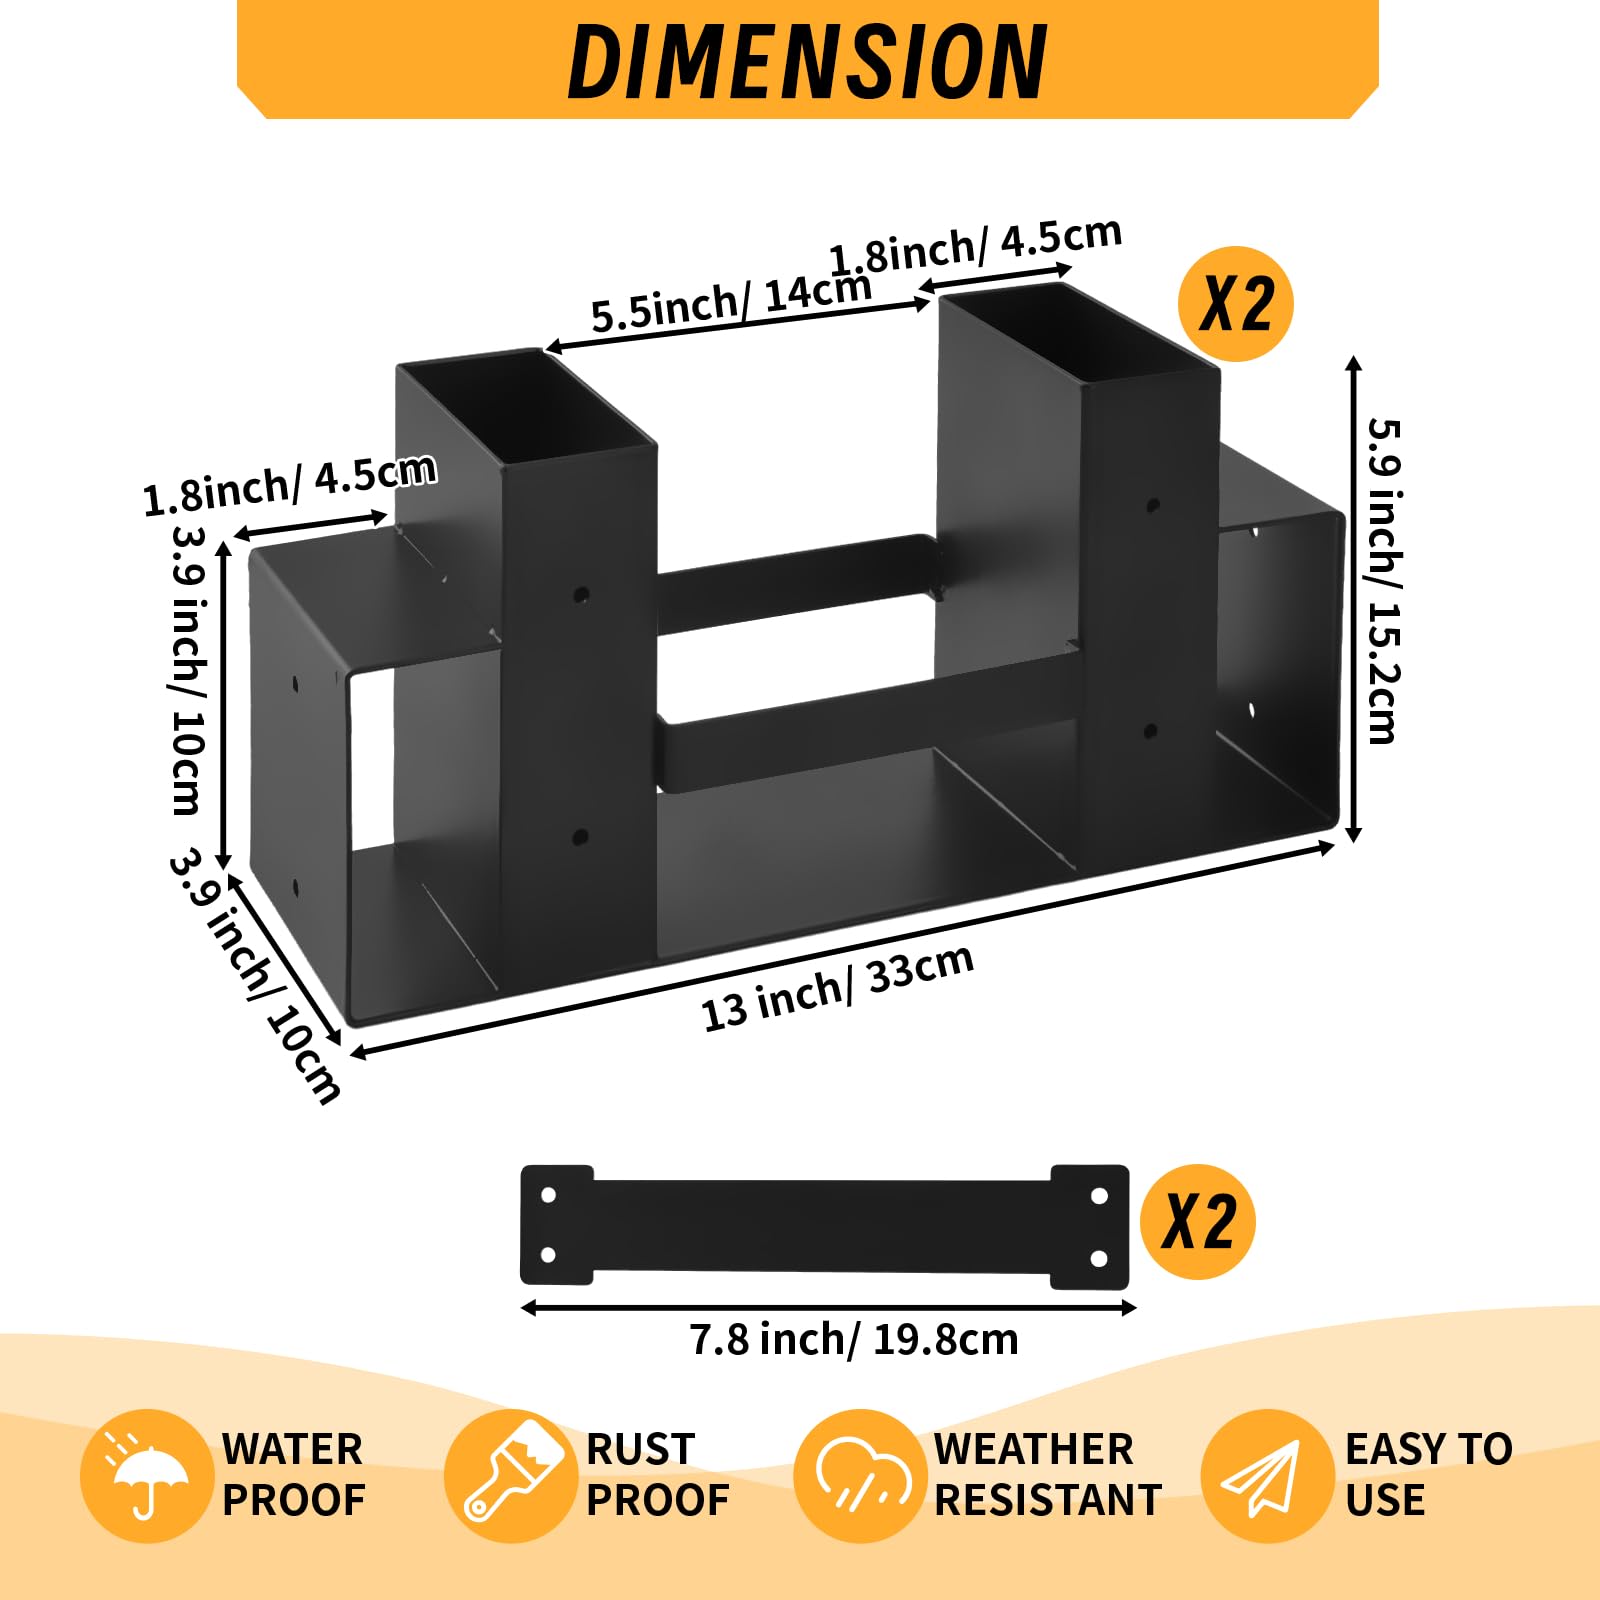 DIMENSION
1.8inch/ 4.5cm
5.5inch/ 14cm
X2
1.8inch/ 4.5cm
5.9 inch/ 15.2cm
3.9 inch/ 10cm
3.9 inch/ 10cm
13 inch/ 33cm
X2
7.8 inch/ 19.8cm
WATER
PROOF
RUST
PROOF
WEATHER
RESISTANT
EASY TO
USE